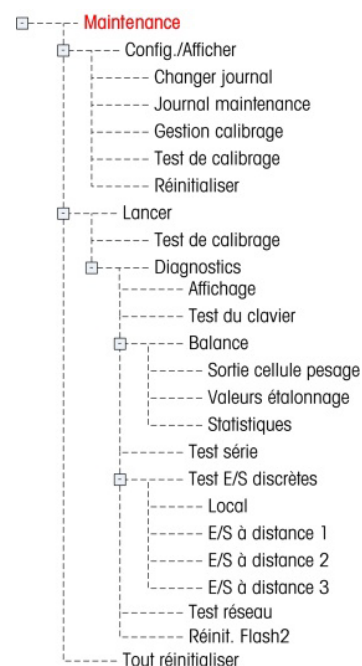 Maintenance
Config./Afficher
Changer journal
Journal maintenance
Gestion calibrage
Test de calibrage
Réinitialiser
Lancer
Test de calibrage
Diagnostics
Affichage
Test du clavier
Balance
Sortie cellule pesage
Valeurs étalonnage
Statistiques
Test série
Test E/S discrètes
Local
E/S à distance 1
E/S à distance 2
E/S à distance 3
Test réseau
Réinit. Flash2
Tout réinitialiser